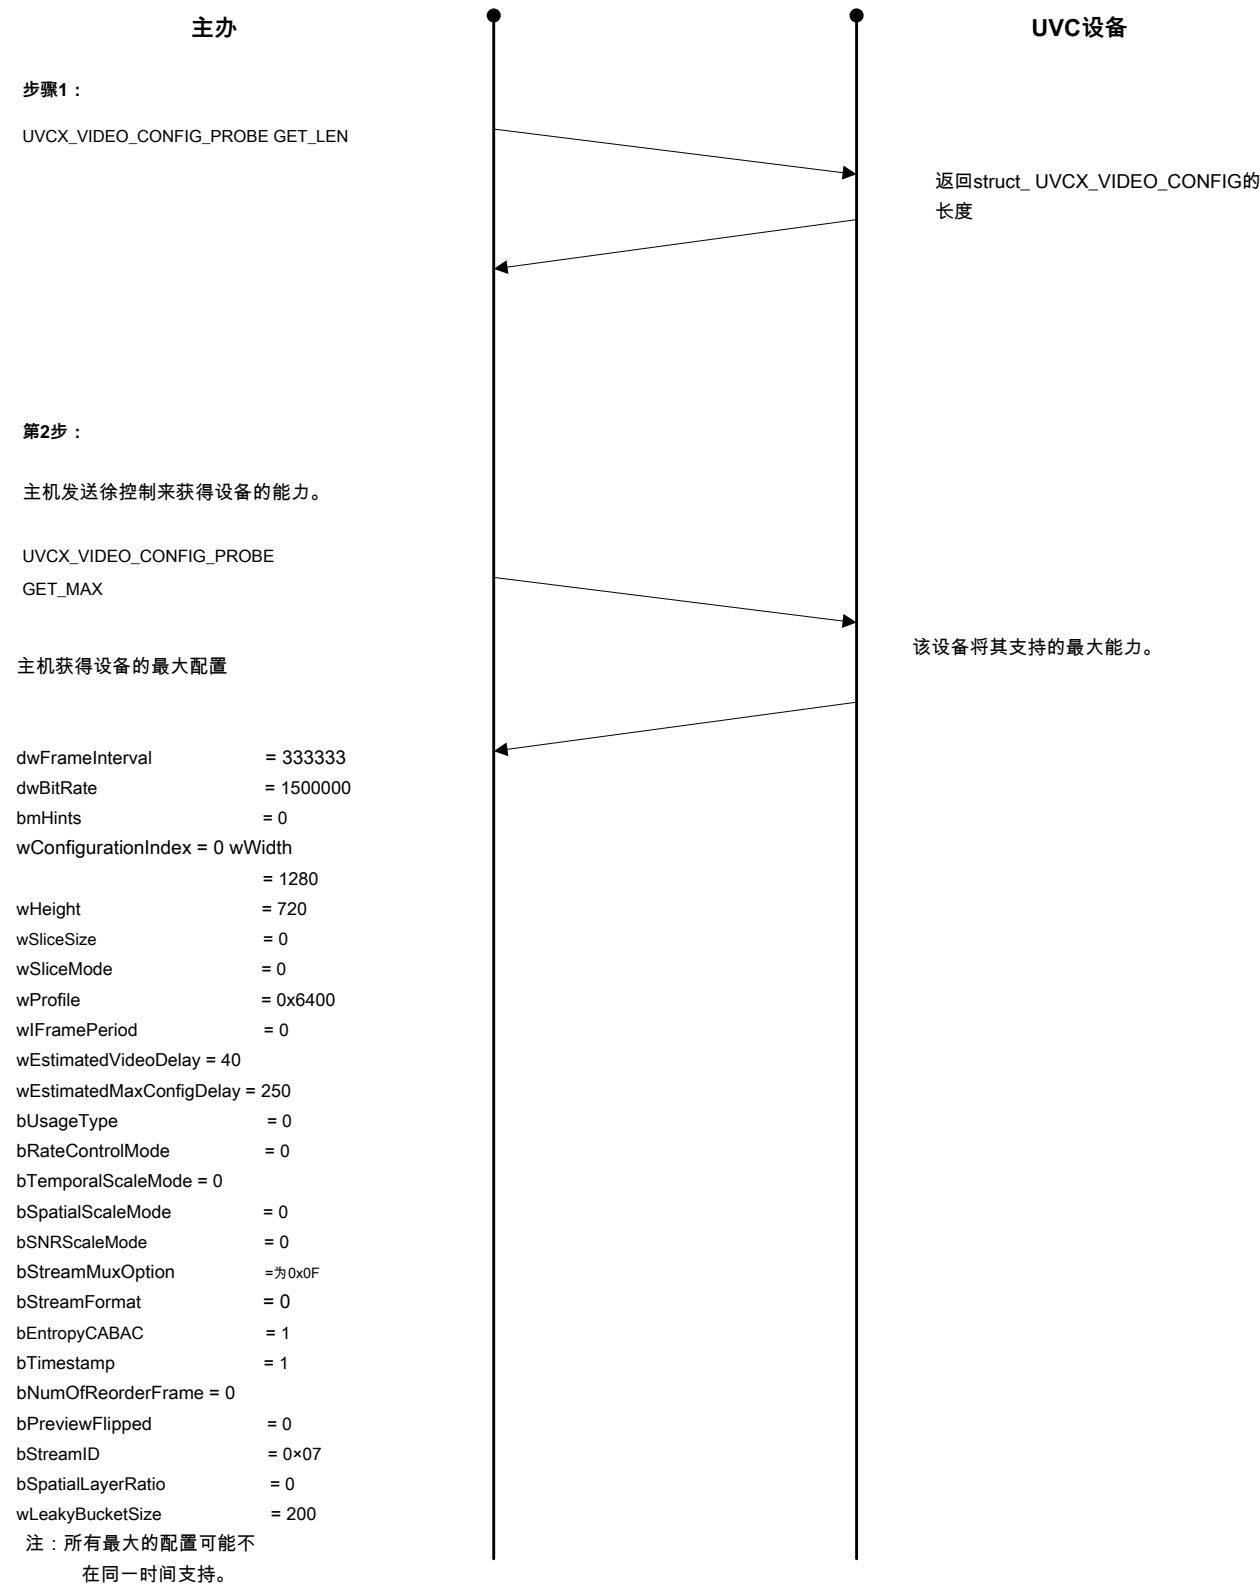 主办
UVC设备
步骤1：
UVCX_VIDEO_CONFIG_PROBE GET_LEN
返回struct_ UVCX_VIDEO_CONFIG的
长度
第2步：
主机发送徐控制来获得设备的能力。
UVCX_VIDEO_CONFIG_PROBE
GET_MAX
该设备将其支持的最大能力。
主机获得设备的最大配置
dwFrameInterval = 333333
dwBitRate = 1500000
bmHints = 0
wConfigurationIndex = 0 wWidth
= 1280
wHeight = 720
wSliceSize = 0
wSliceMode = 0
wProfile = 0x6400
wIFramePeriod = 0
wEstimatedVideoDelay = 40
wEstimatedMaxConfigDelay = 250
bUsageType = 0
bRateControlMode = 0
bTemporalScaleMode = 0
bSpatialScaleMode = 0
bSNRScaleMode = 0
bStreamMuxOption =为0x0F
bStreamFormat = 0
bEntropyCABAC = 1
bTimestamp = 1
bNumOfReorderFrame = 0
bPreviewFlipped = 0
bStreamID = 0×07
bSpatialLayerRatio = 0
wLeakyBucketSize = 200
注：所有最大的配置可能不
在同一时间支持。